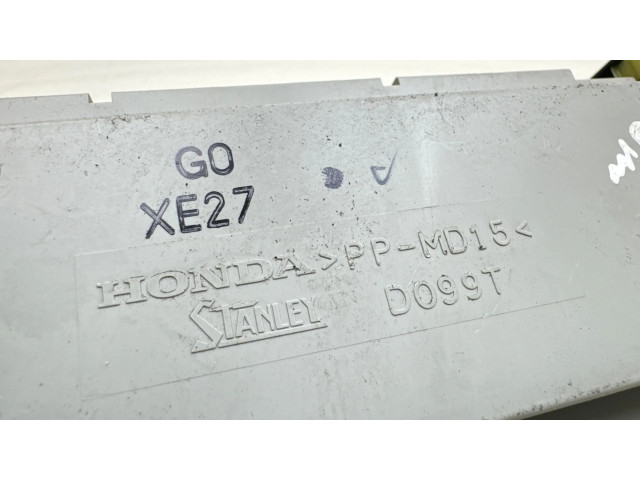 GO
XE27
HONDA >PP-MD15<
STANLEY D099T